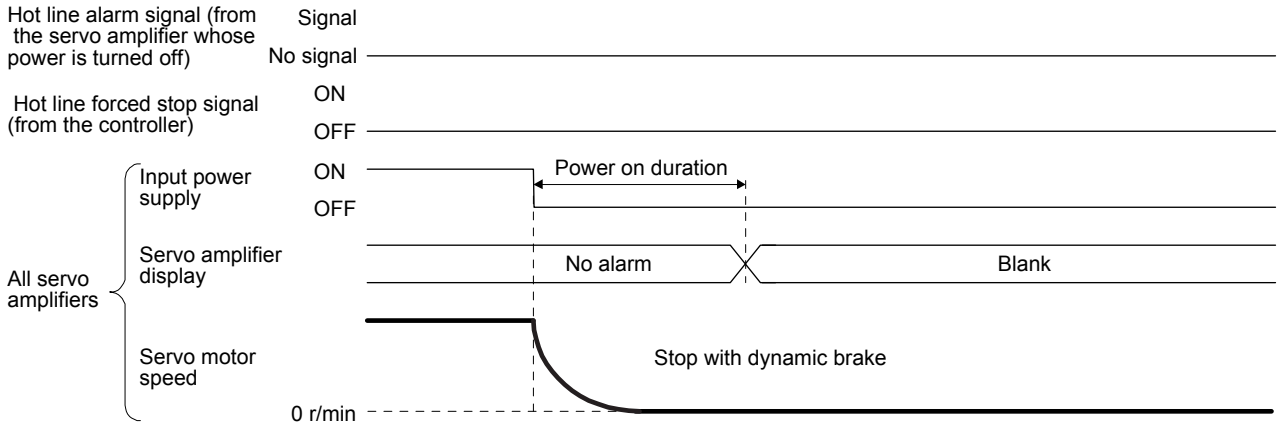 Hot line alarm signal (from
the servo amplifier whose
power is turned off)
Signal
No signal
Hot line forced stop signal
(from the controller)
ON
OFF
All servo
amplifiers
Input power
supply
ON
OFF
Power on duration
Servo amplifier
display
No alarm
Blank
Servo motor
speed
Stop with dynamic brake
0 r/min